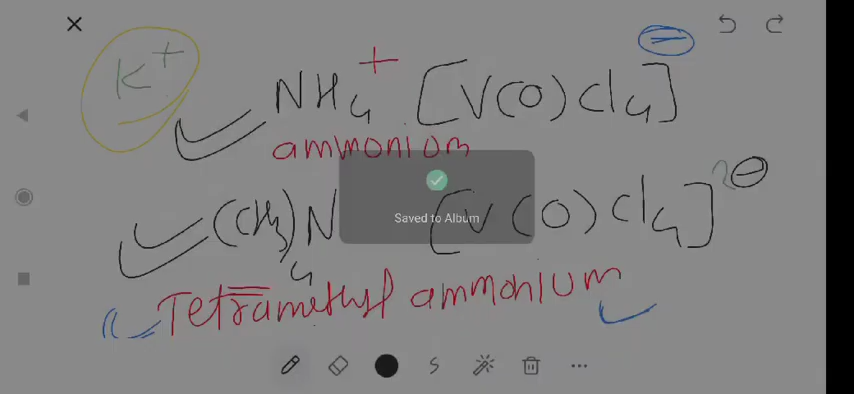 K+
NH4+ [V(O)Cl4]
ammonium
Saved to Album
(CH3)4N [V(O)Cl4]2-
Tetramethyl ammonium